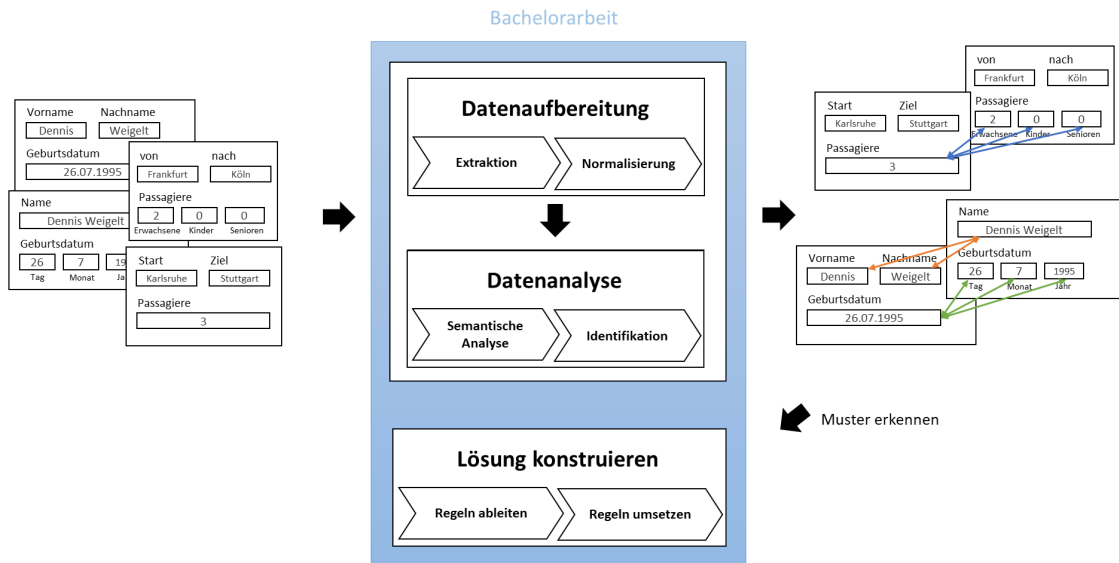 Bachelorarbeit
Vorname Nachname
Dennis Weigelt
Geburtsdatum
26.07.1995
von nach
Frankfurt Köln
Passagiere
2 0 0
Erwachsene Kinder Senioren
Name
Dennis Weigelt
Geburtsdatum
26 7 19
Tag Monat Ja
Start Ziel
Karlsruhe Stuttgart
Passagiere
3
Datenaufbereitung
Extraktion Normalisierung
Datenanalyse
Semantische
Analyse
Identifikation
Lösung konstruieren
Regeln ableiten Regeln umsetzen
von nach
Frankfurt Köln
Passagiere
2 0 0
Erwachsene Kinder Senioren
Start Ziel
Karlsruhe Stuttgart
Passagiere
3
Name
Dennis Weigelt
Geburtsdatum
26 7 1995
Tag Monat Jahr
Vorname Nachname
Dennis Weigelt
Geburtsdatum
26.07.1995
Muster erkennen